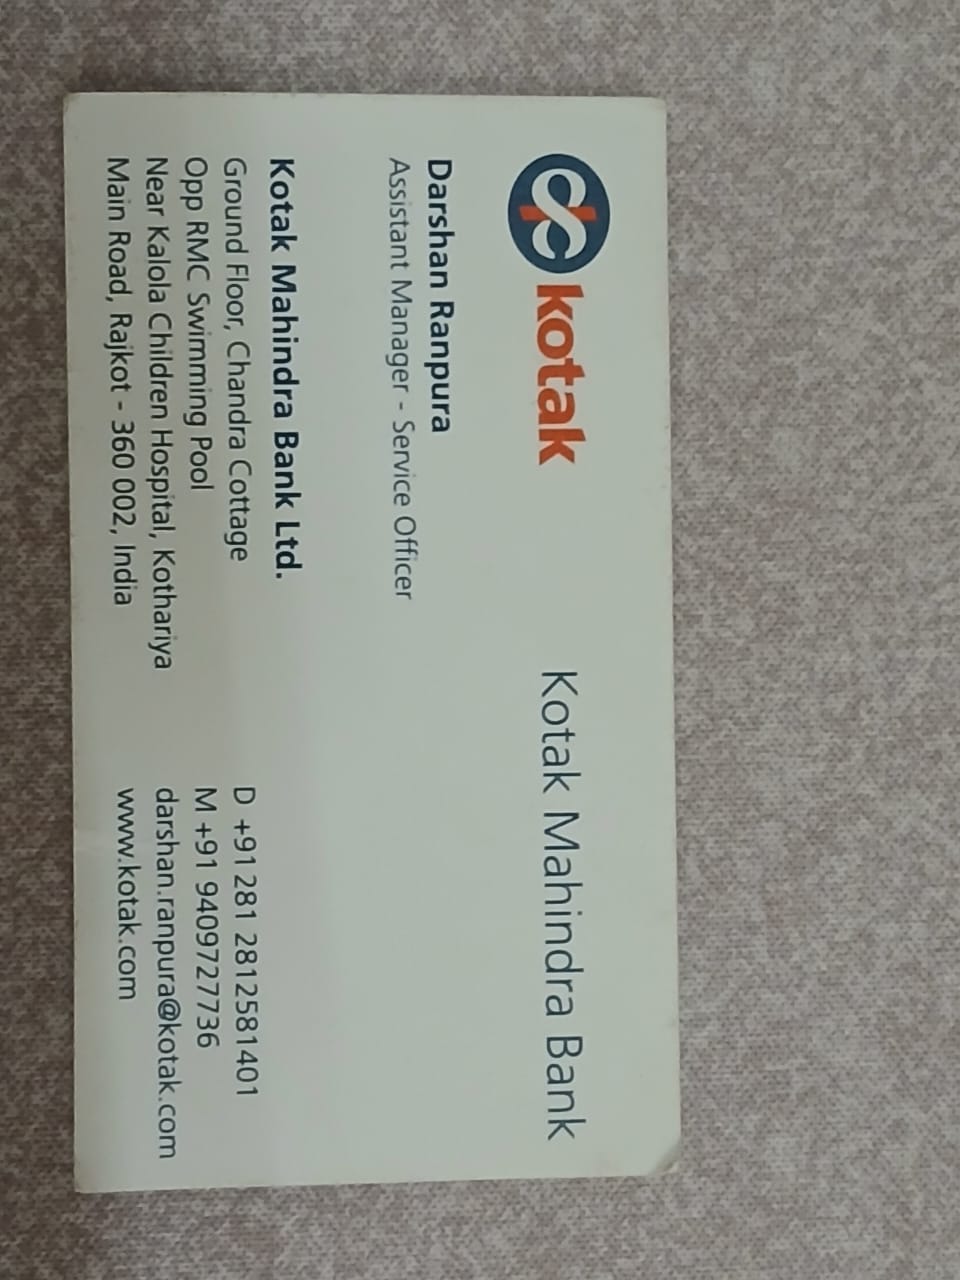 kotak
Kotak Mahindra Bank
Darshan Ranpura
Assistant Manager - Service Officer
Kotak Mahindra Bank Ltd.
Ground Floor, Chandra Cottage
Opp RMC Swimming Pool
Near Kalola Children Hospital, Kothariya
Main Road, Rajkot - 360 002, India
D +91 281 2812581401
M +91 9409727736
darshan.ranpura@kotak.com
www.kotak.com